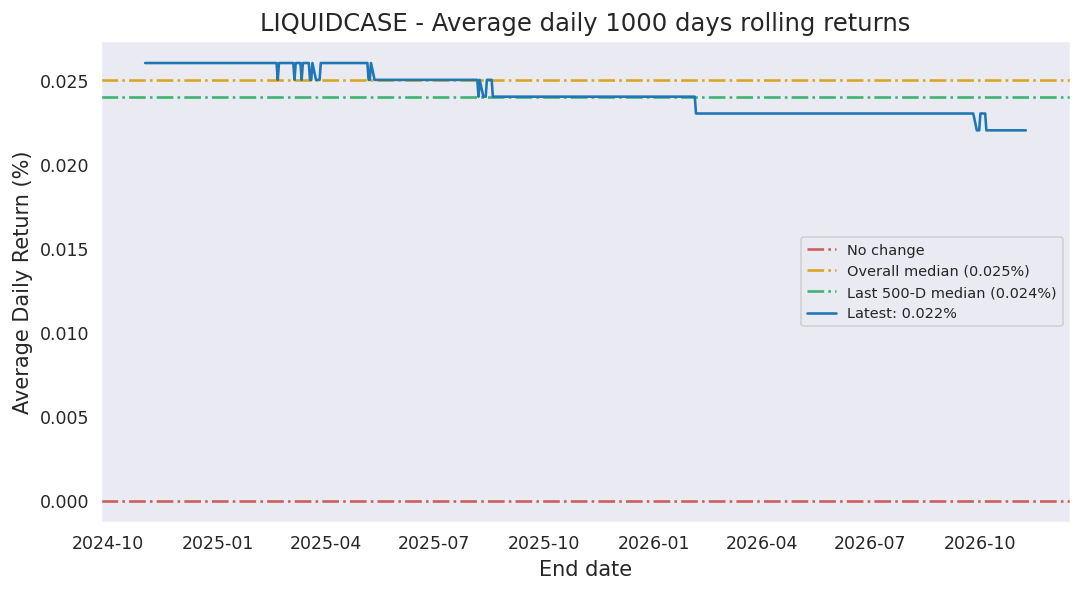 LIQUIDCASE - Average daily 1000 days rolling returns
Average Daily Return (%)
0.025
0.020
0.015
0.010
0.005
0.000
No change
Overall median (0.025%)
Last 500-D median (0.024%)
Latest: 0.022%
2024-10
2025-01
2025-04
2025-07
2025-10
2026-01
2026-04
2026-07
2026-10
End date